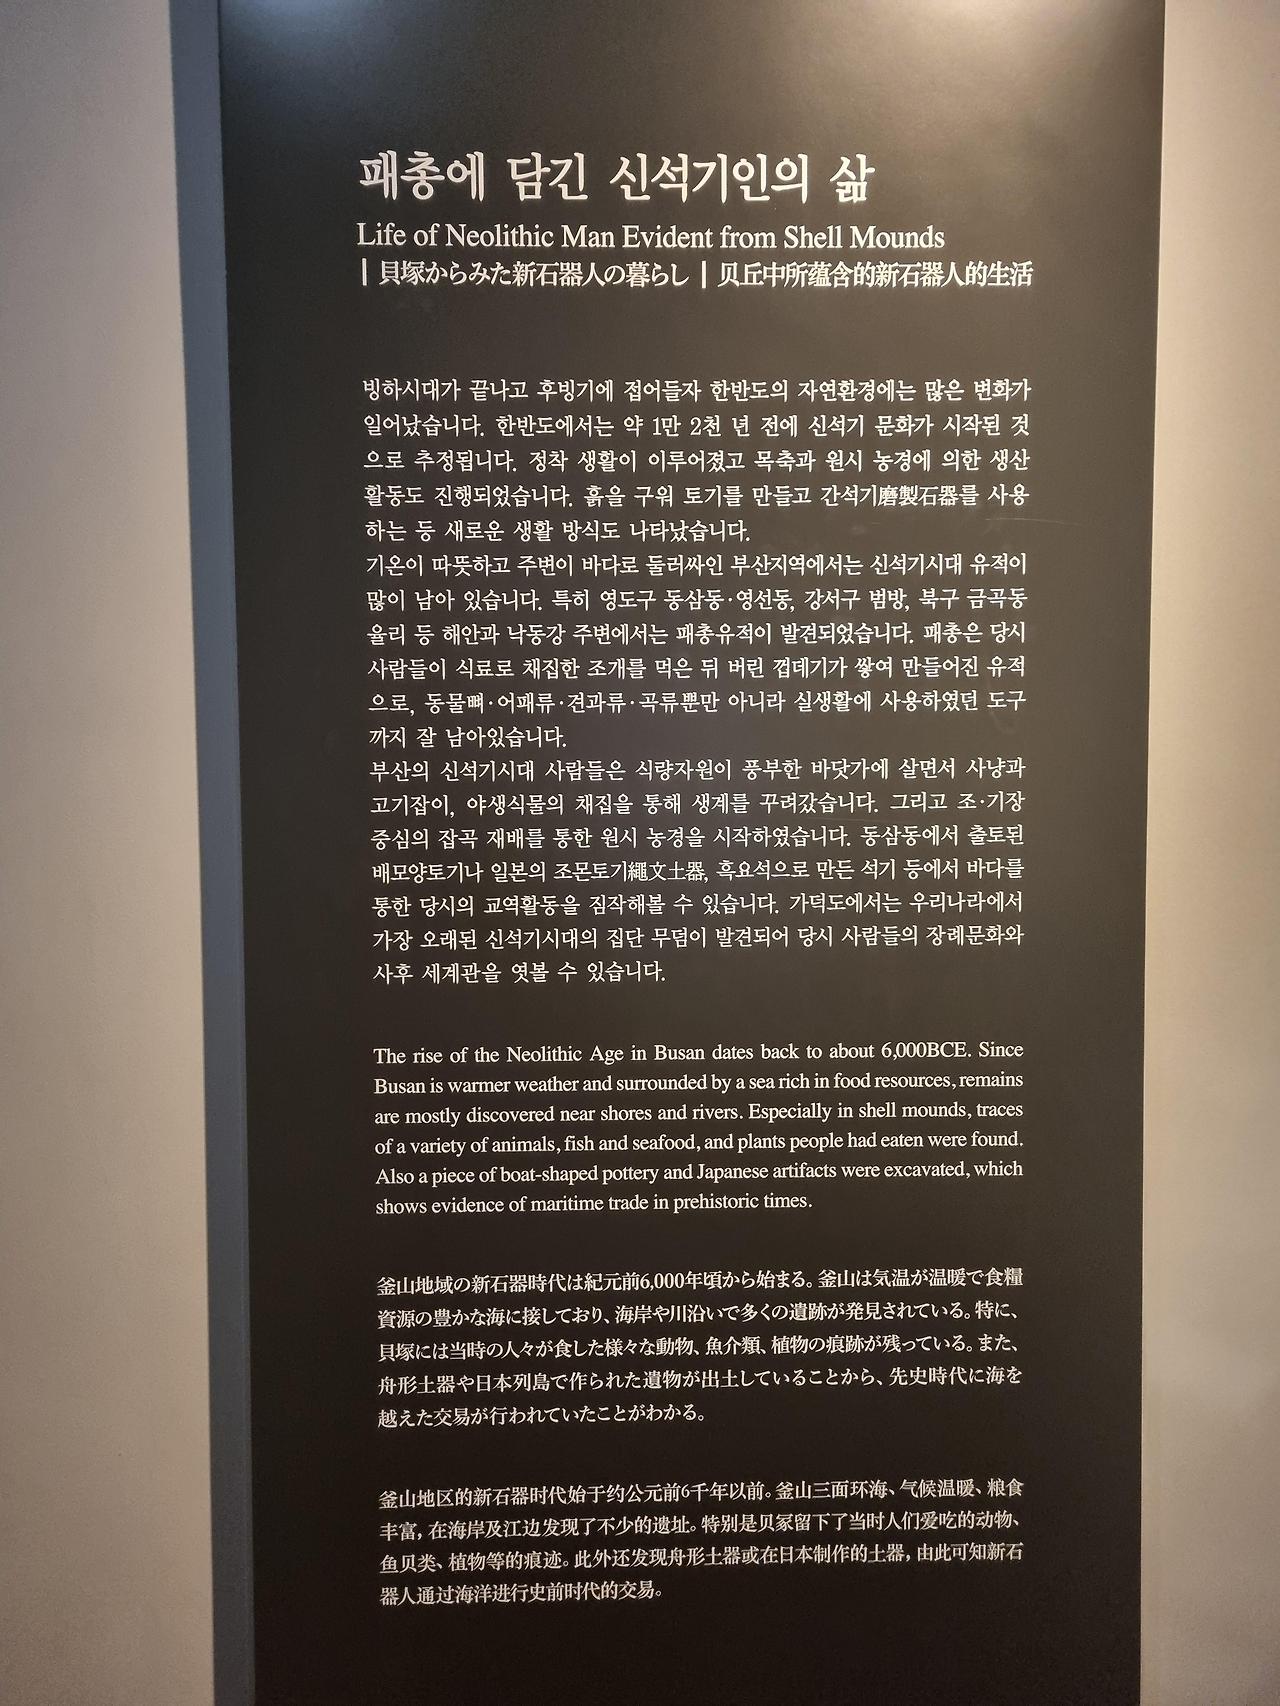 패총에 담긴 신석기인의 삶
Life of Neolithic Man Evident from Shell Mounds
| 貝塚からみた新石器人の暮らし | 贝丘中所蕴含的新石器人的生活
빙하시대가 끝나고 후빙기에 접어들자 한반도의 자연환경에는 많은 변화가
일어났습니다. 한반도에서는 약 1만 2천 년 전에 신석기 문화가 시작된 것
으로 추정됩니다. 정착 생활이 이루어졌고 목축과 원시 농경에 의한 생산
활동도 진행되었습니다. 흙을 구워 토기를 만들고 간석기磨製石器를 사용
하는 등 새로운 생활 방식도 나타났습니다.
기온이 따뜻하고 주변이 바다로 둘러싸인 부산지역에서는 신석기시대 유적이
많이 남아 있습니다. 특히 영도구 동삼동·영선동, 강서구 범방, 북구 금곡동
율리 등 해안과 낙동강 주변에서는 패총유적이 발견되었습니다. 패총은 당시
사람들이 식료로 채집한 조개를 먹은 뒤 버린 껍데기가 쌓여 만들어진 유적
으로, 동물뼈·어패류·견과류·곡류뿐만 아니라 실생활에 사용하였던 도구
까지 잘 남아있습니다.
부산의 신석기시대 사람들은 식량자원이 풍부한 바닷가에 살면서 사냥과
고기잡이, 야생식물의 채집을 통해 생계를 꾸려갔습니다. 그리고 조·기장
중심의 잡곡 재배를 통한 원시 농경을 시작하였습니다. 동삼동에서 출토된
배모양토기나 일본의 조몬토기繩文土器, 흑요석으로 만든 석기 등에서 바다를
통한 당시의 교역활동을 짐작해볼 수 있습니다. 가덕도에서는 우리나라에서
가장 오래된 신석기시대의 집단 무덤이 발견되어 당시 사람들의 장례문화와
사후 세계관을 엿볼 수 있습니다.
The rise of the Neolithic Age in Busan dates back to about 6,000BCE. Since
Busan is warmer weather and surrounded by a sea rich in food resources, remains
are mostly discovered near shores and rivers. Especially in shell mounds, traces
of a variety of animals, fish and seafood, and plants people had eaten were found.
Also a piece of boat-shaped pottery and Japanese artifacts were excavated, which
shows evidence of maritime trade in prehistoric times.
釜山地域の新石器時代は紀元前6,000年頃から始まる。釜山は気温が温暖で食糧
資源の豊かな海に接しており、海岸や川沿いで多くの遺跡が発見されている。特に、
貝塚には当時の人々が食した様々な動物、魚介類、植物の痕跡が残っている。また、
舟形土器や日本列島で作られた遺物が出土していることから、先史時代に海を
越えた交易が行われていたことがわかる。
釜山地区的新石器时代始于约公元前6千年以前。釜山三面环海、气候温暖、粮食
丰富，在海岸及江边发现了不少的遗址。特别是贝冢留下了当时人们爱吃的动物、
鱼贝类、植物等的痕迹。此外还发现舟形土器或在日本制作的土器，由此可知新石
器人通过海洋进行史前时代的交易。